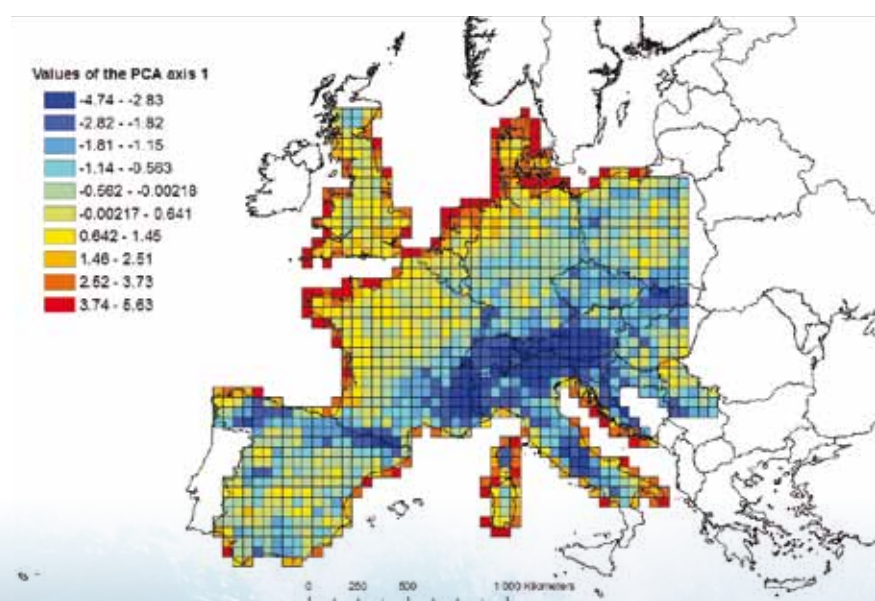 Values of the PCA axis 1
-4.74 - -2.83
-2.82 - -1.82
-1.81 - -1.15
-1.14 - -0.563
-0.562 - -0.00218
-0.00217 - 0.641
0.642 - 1.45
1.46 - 2.51
2.52 - 3.73
3.74 - 5.63
0 250 500 1 000 Kilometers